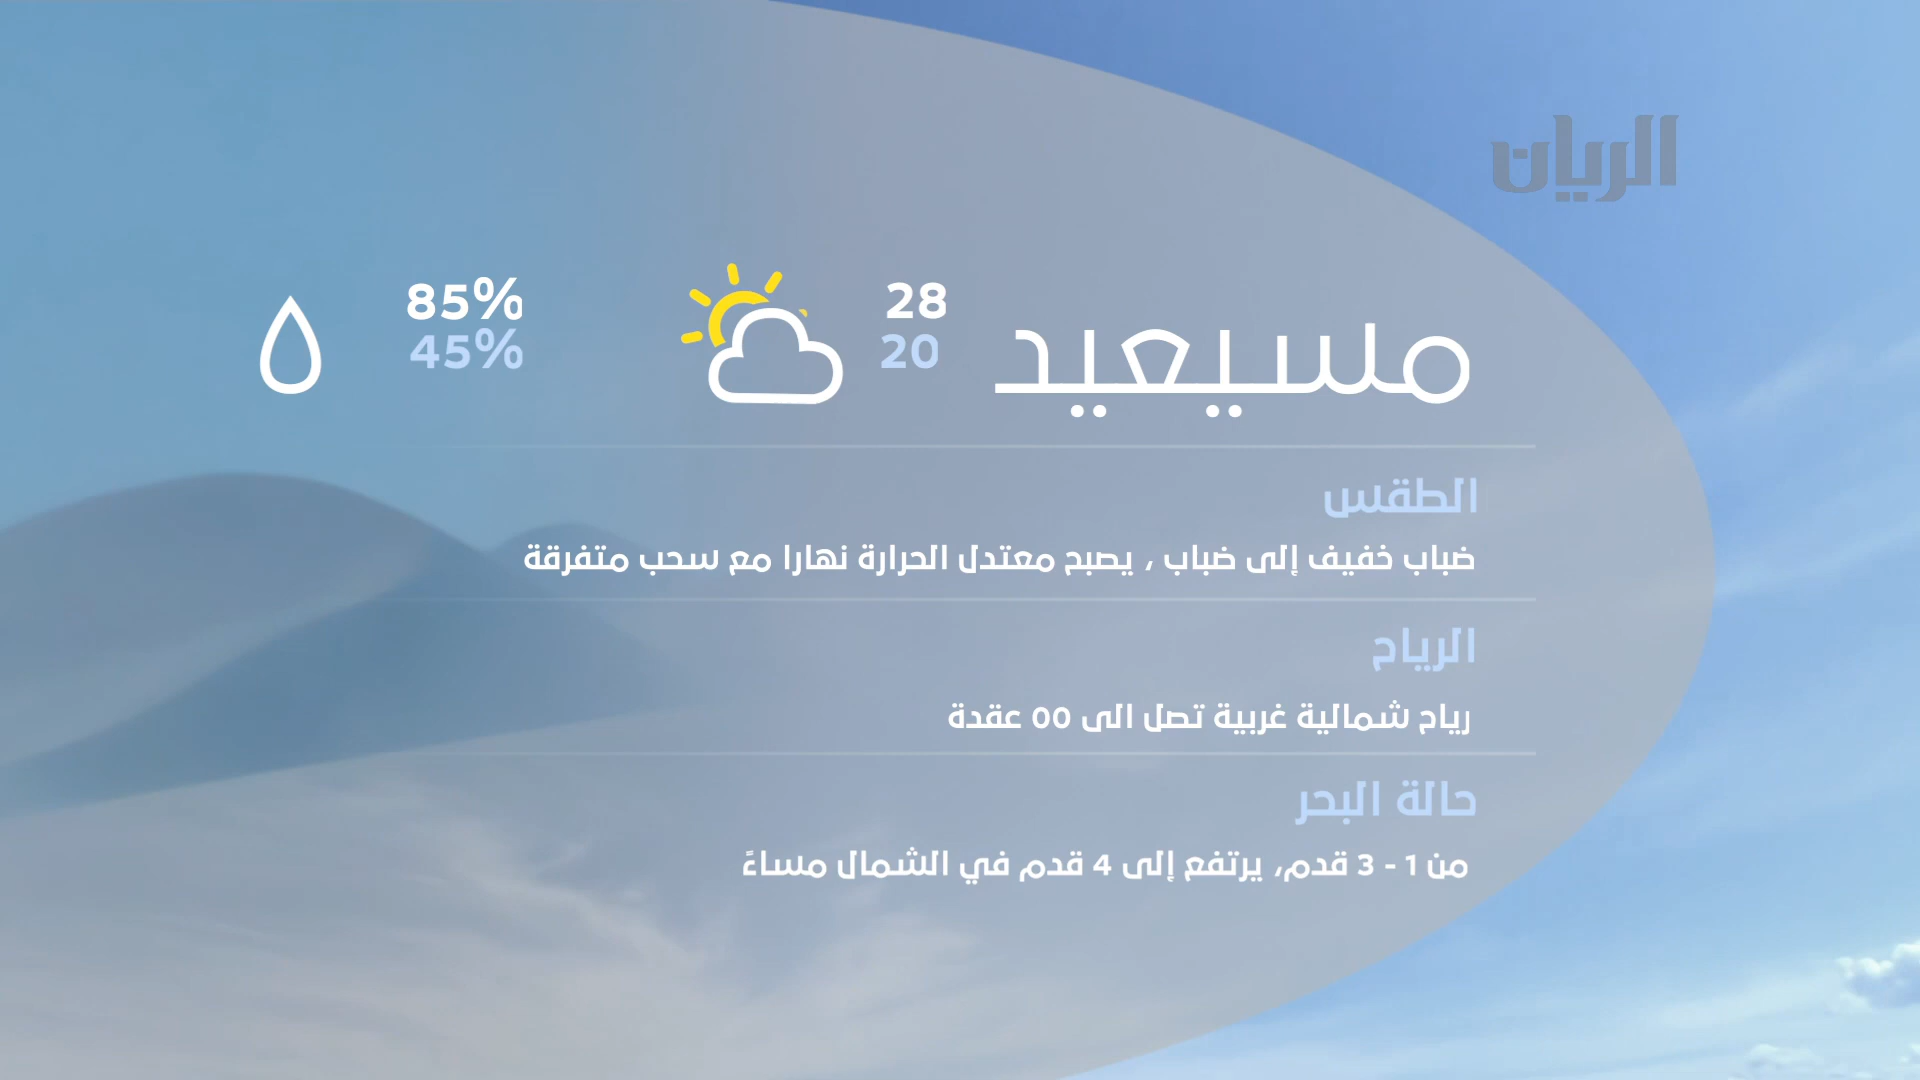 الريان
مسيعيد
28
20
85%
45%
الطقس
ضباب خفيف إلى ضباب ، يصبح معتدل الحرارة نهارا مع سحب متفرقة
الرياح
رياح شمالية غربية تصل الى 00 عقدة
حالة البحر
من 1 - 3 قدم، يرتفع إلى 4 قدم في الشمال مساءً